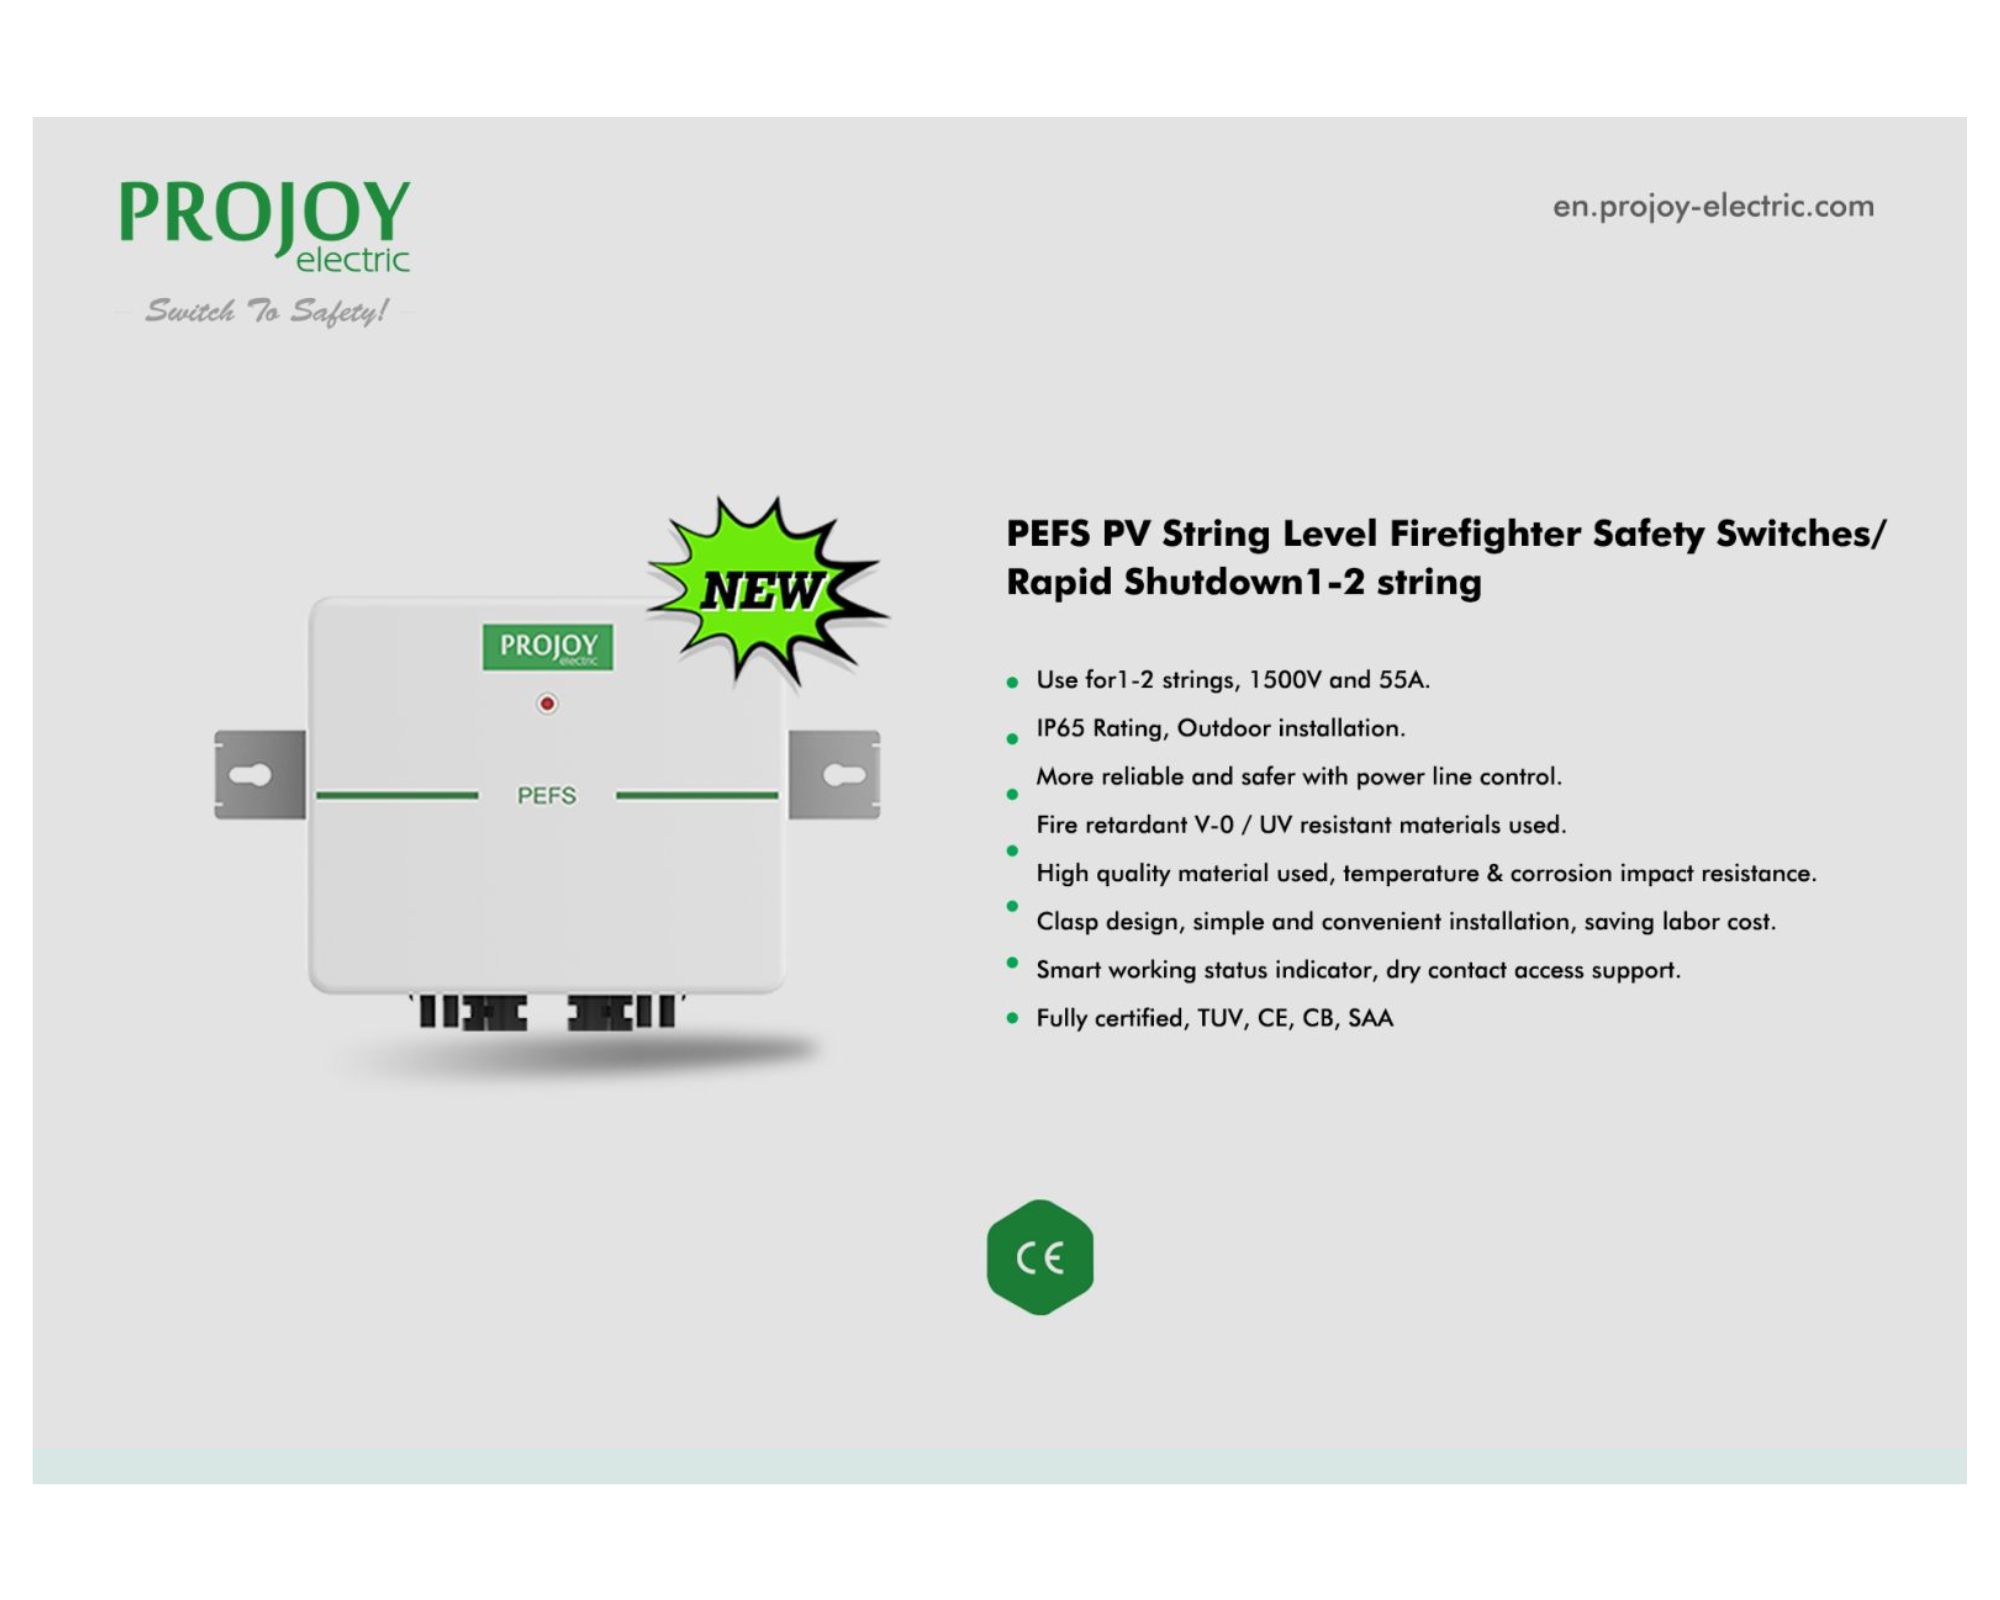 PROJOY
electric
Switch To Safety!
en.projoy-electric.com
NEW
PROJOY
electric
PEFS
PEFS PV String Level Firefighter Safety Switches/
Rapid Shutdown1-2 string
Use for1-2 strings, 1500V and 55A.
IP65 Rating, Outdoor installation.
More reliable and safer with power line control.
Fire retardant V-0 / UV resistant materials used.
High quality material used, temperature & corrosion impact resistance.
Clasp design, simple and convenient installation, saving labor cost.
Smart working status indicator, dry contact access support.
Fully certified, TUV, CE, CB, SAA
CE